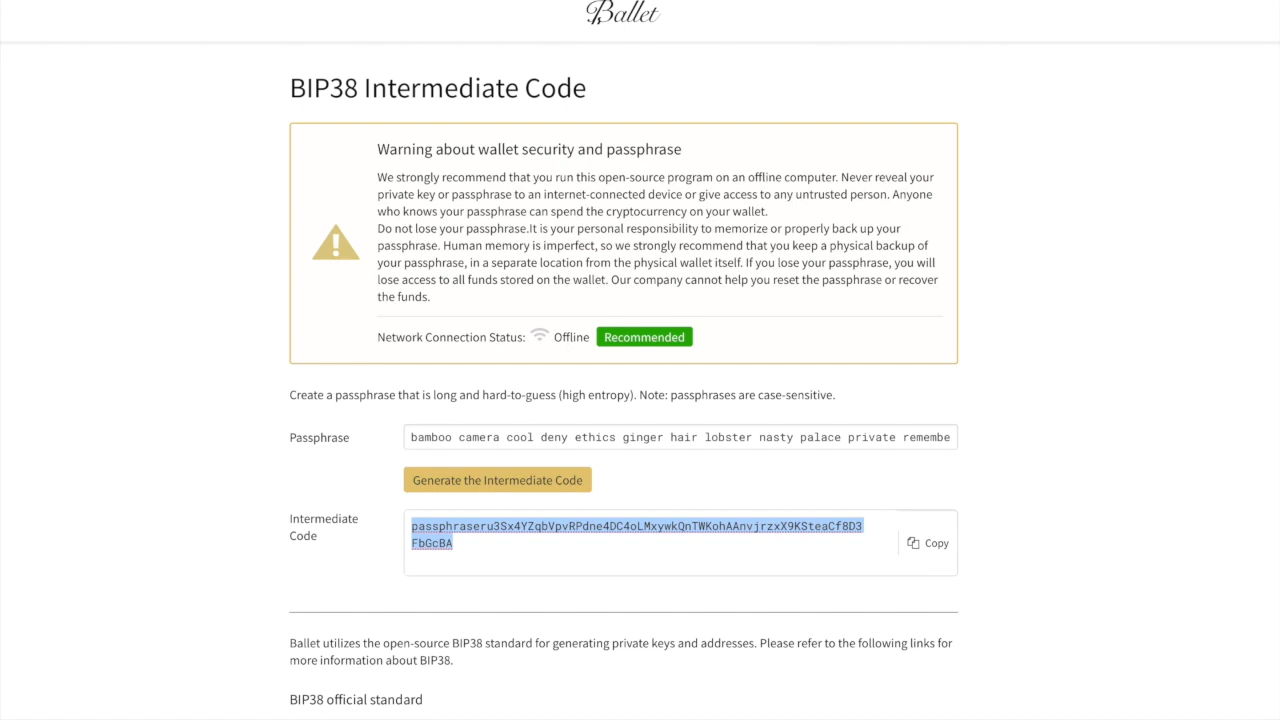 Ballet
BIP38 Intermediate Code
Warning about wallet security and passphrase
We strongly recommend that you run this open-source program on an offline computer. Never reveal your
private key or passphrase to an internet-connected device or give access to any untrusted person. Anyone
who knows your passphrase can spend the cryptocurrency on your wallet.
Do not lose your passphrase.It is your personal responsibility to memorize or properly back up your
passphrase. Human memory is imperfect, so we strongly recommend that you keep a physical backup of
your passphrase, in a separate location from the physical wallet itself. If you lose your passphrase, you will
lose access to all funds stored on the wallet. Our company cannot help you reset the passphrase or recover
the funds.
Network Connection Status: Offline Recommended
Create a passphrase that is long and hard-to-guess (high entropy). Note: passphrases are case-sensitive.
Passphrase bamboo camera cool deny ethics ginger hair lobster nasty palace private remembe
Generate the Intermediate Code
Intermediate
Code
passphraseru3Sx4YZqbVpvRPdne4DC4oLMxywkQnTWKohAAnvjrzxX9KSteaCf8D3
FbGcBA
Copy
Ballet utilizes the open-source BIP38 standard for generating private keys and addresses. Please refer to the following links for
more information about BIP38.
BIP38 official standard